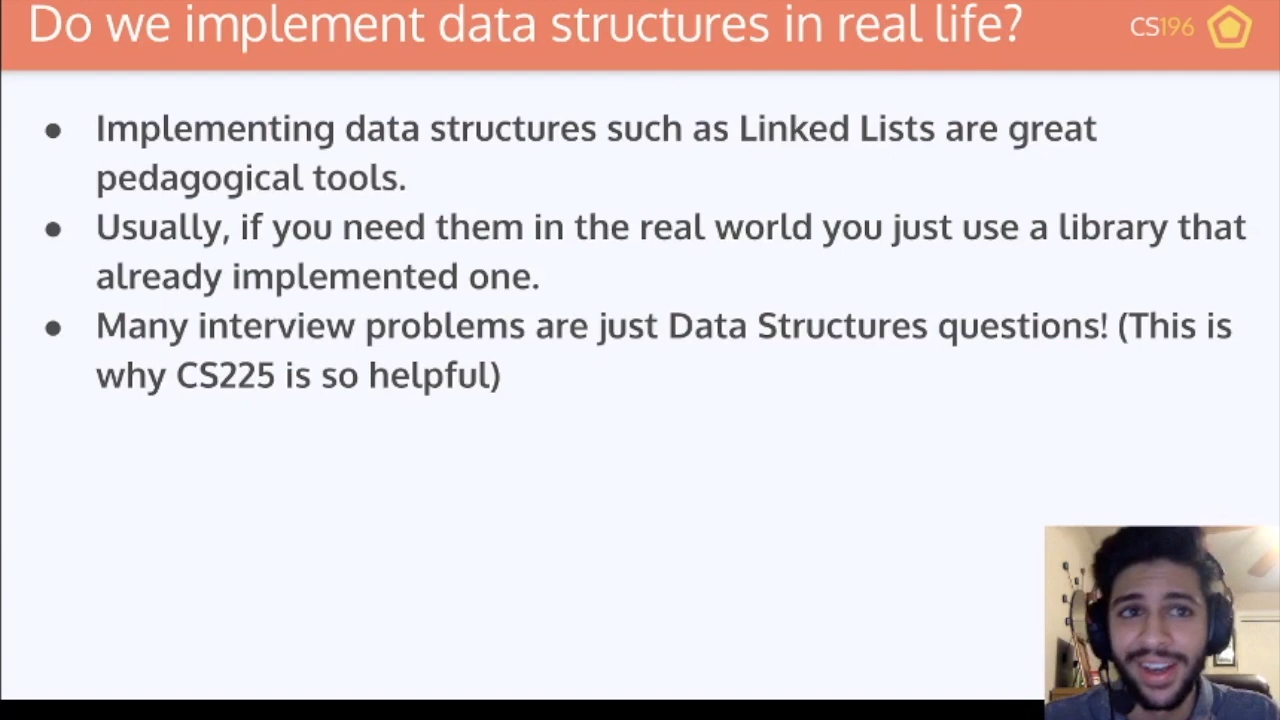 Do we implement data structures in real life?
CS196
● Implementing data structures such as Linked Lists are great
pedagogical tools.
● Usually, if you need them in the real world you just use a library that
already implemented one.
● Many interview problems are just Data Structures questions! (This is
why CS225 is so helpful)